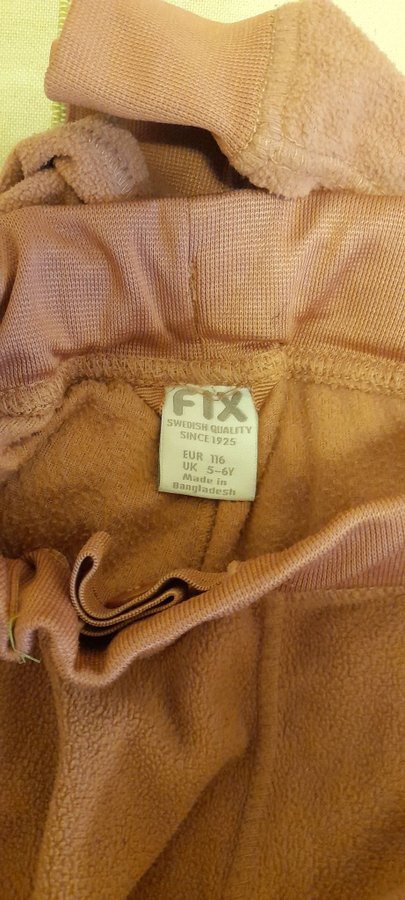 FIX
SWEDISH QUALITY
SINCE 1925
EUR 116
UK 5-6Y
Made in
Bangladesh